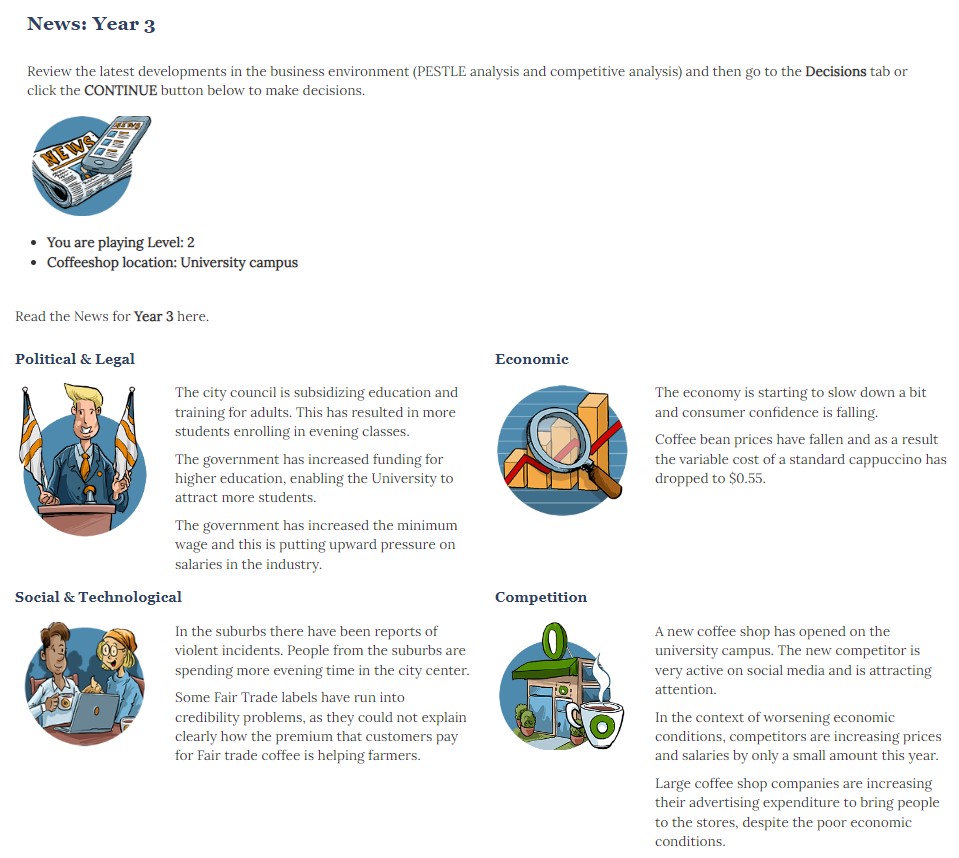 News: Year 3
Review the latest developments in the business environment (PESTLE analysis and competitive analysis) and then go to the Decisions tab or
click the CONTINUE button below to make decisions.
NEWS
NEWS
You are playing Level: 2
Coffeeshop location: University campus
Read the News for Year 3 here.
Political & Legal
The city council is subsidizing education and
training for adults. This has resulted in more
students enrolling in evening classes.
The government has increased funding for
higher education, enabling the University to
attract more students.
The government has increased the minimum
wage and this is putting upward pressure on
salaries in the industry.
Economic
The economy is starting to slow down a bit
and consumer confidence is falling.
Coffee bean prices have fallen and as a result
the variable cost of a standard cappuccino has
dropped to $0.55.
Social & Technological
In the suburbs there have been reports of
violent incidents. People from the suburbs are
spending more evening time in the city center.
Some Fair Trade labels have run into
credibility problems, as they could not explain
clearly how the premium that customers pay
for Fair trade coffee is helping farmers.
Competition
A new coffee shop has opened on the
university campus. The new competitor is
very active on social media and is attracting
attention.
In the context of worsening economic
conditions, competitors are increasing prices
and salaries by only a small amount this year.
Large coffee shop companies are increasing
their advertising expenditure to bring people
to the stores, despite the poor economic
conditions.